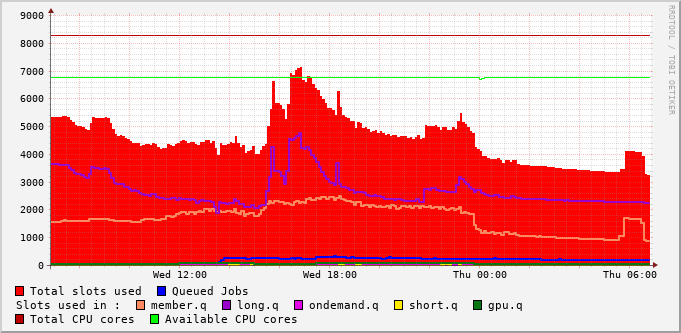 RRDTOOL / TOBI OETIKER
9000
8000
7000
6000
5000
4000
3000
2000
1000
0
Wed 12:00 Wed 18:00 Thu 00:00 Thu 06:00
Total slots used Queued Jobs
Slots used in : member.q long.q ondemand.q short.q gpu.q
Total CPU cores Available CPU cores